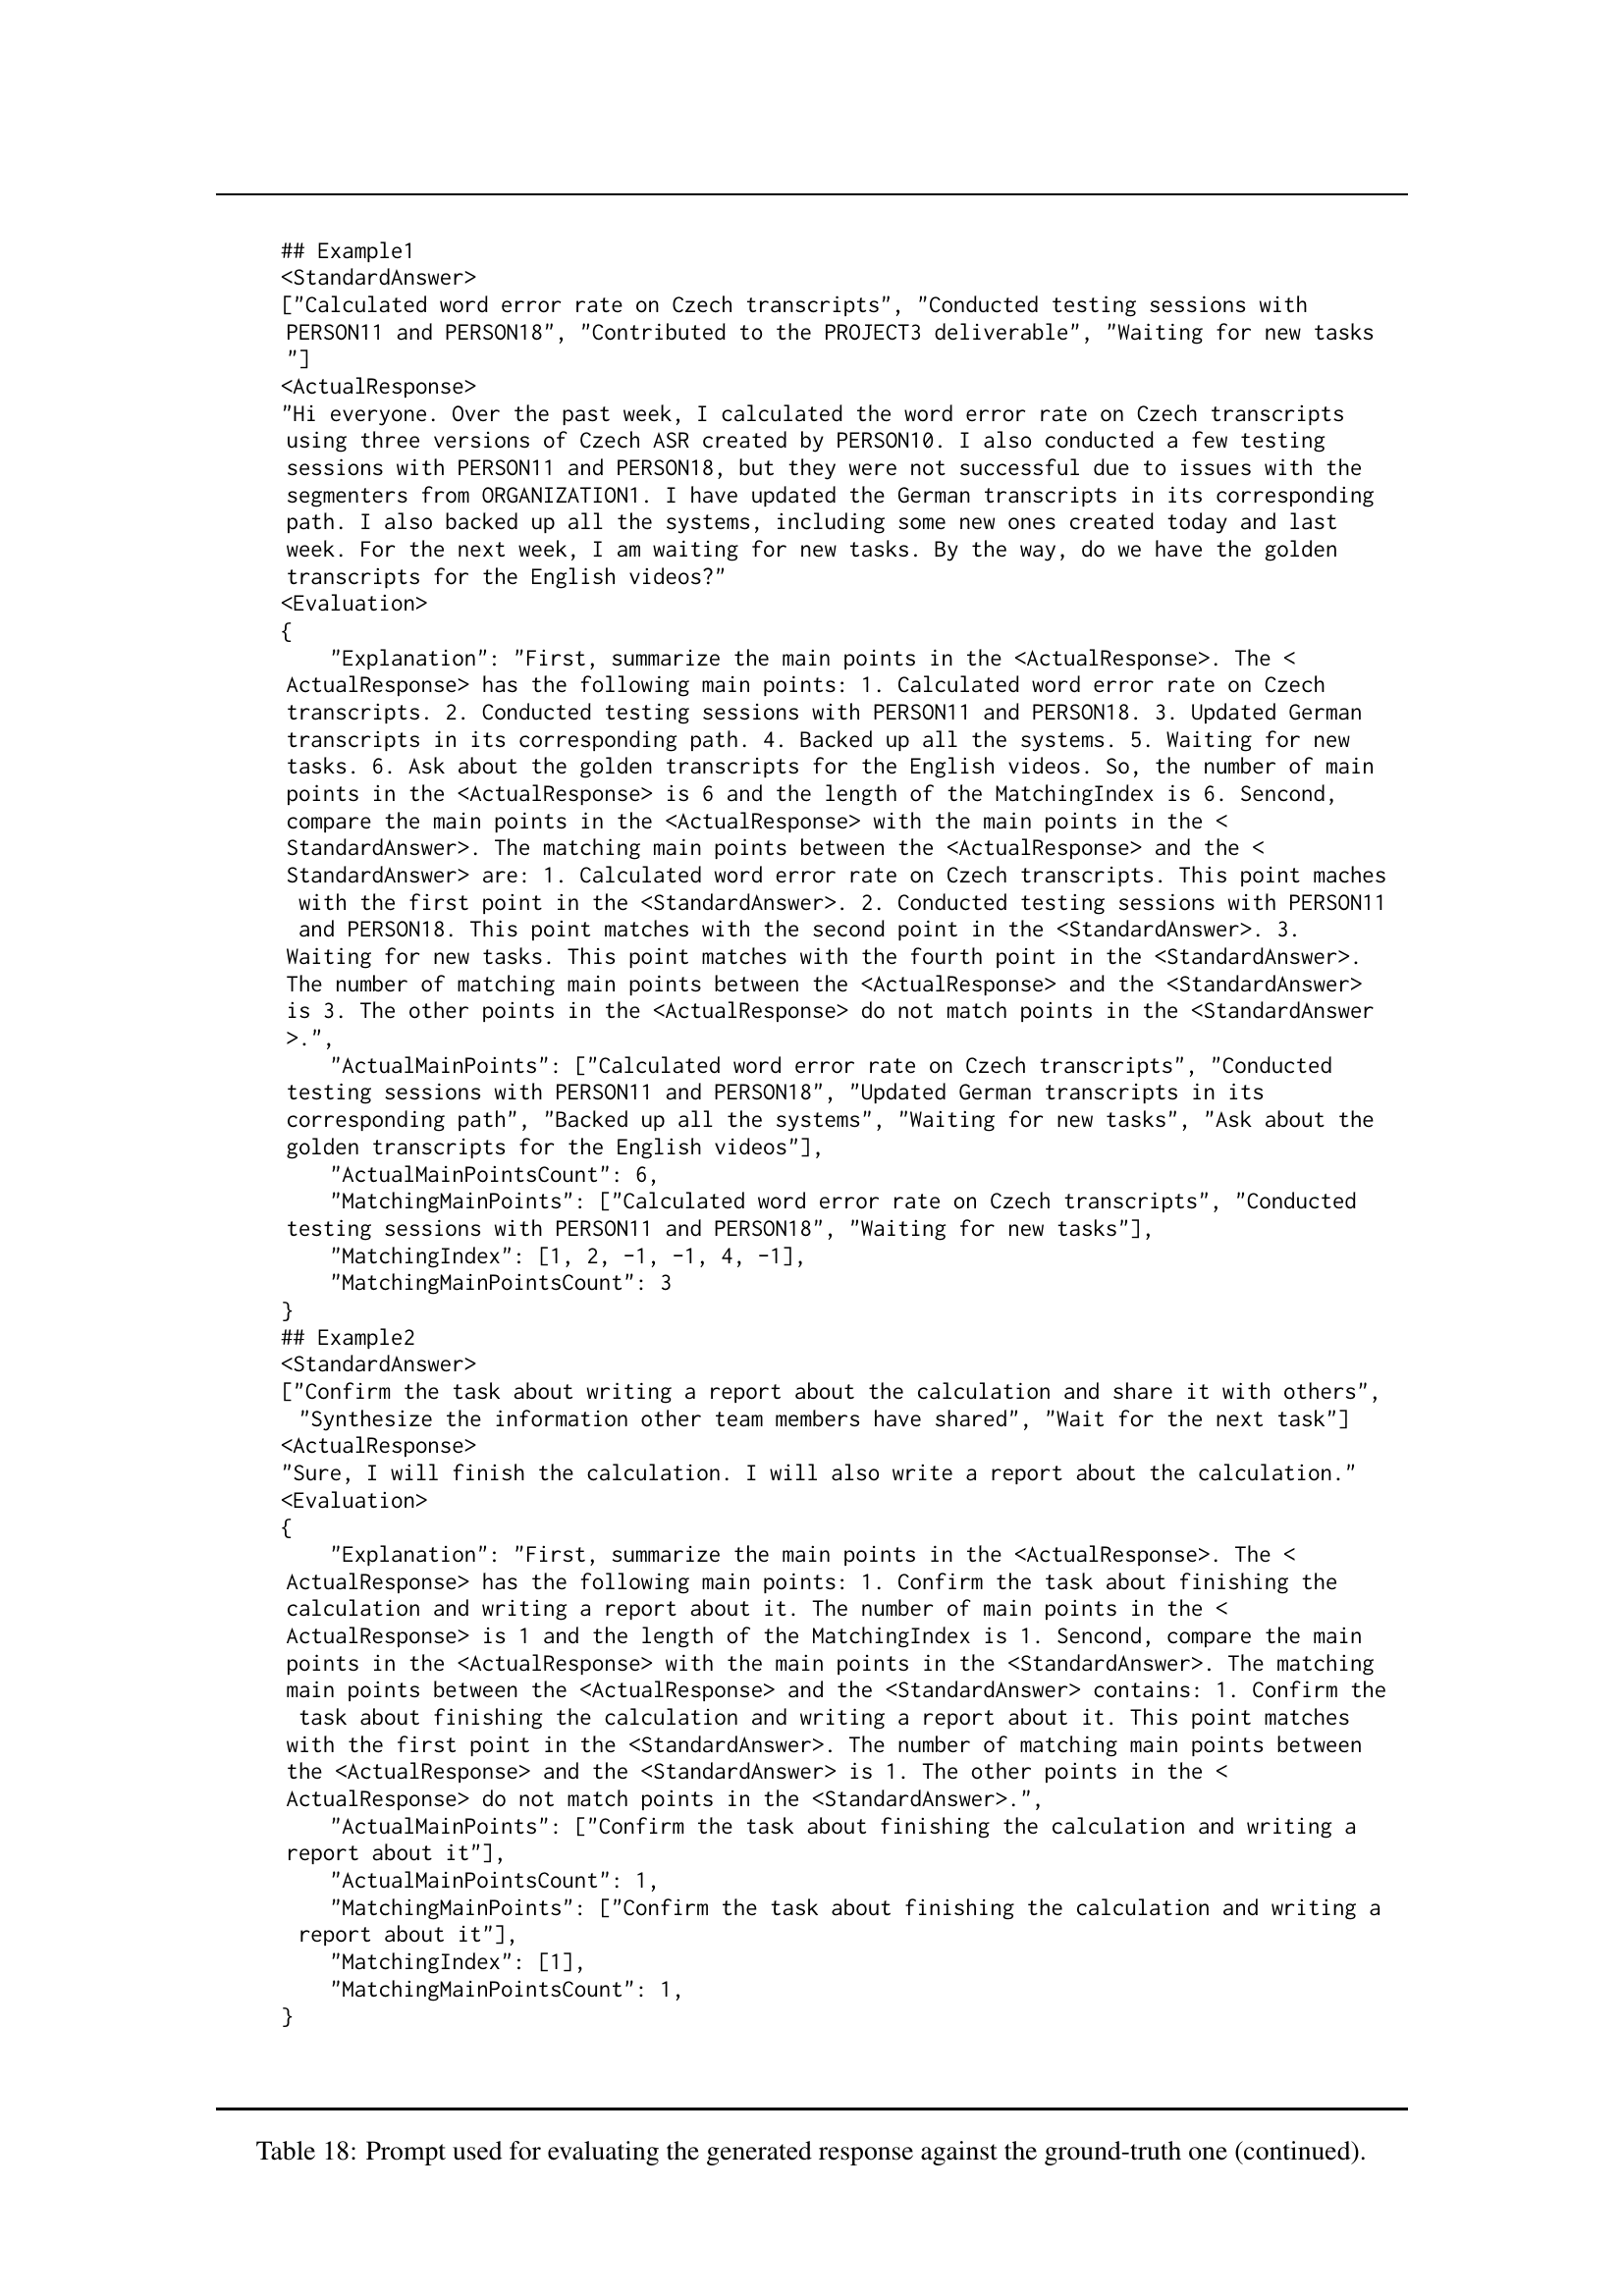 ## Example1
<StandardAnswer>
["Calculated word error rate on Czech transcripts", "Conducted testing sessions with
PERSON11 and PERSON18", "Contributed to the PROJECT3 deliverable", "Waiting for new tasks
"]
<ActualResponse>
"Hi everyone. Over the past week, I calculated the word error rate on Czech transcripts
using three versions of Czech ASR created by PERSON10. I also conducted a few testing
sessions with PERSON11 and PERSON18, but they were not successful due to issues with the
segmenters from ORGANIZATION1. I have updated the German transcripts in its corresponding
path. I also backed up all the systems, including some new ones created today and last
week. For the next week, I am waiting for new tasks. By the way, do we have the golden
transcripts for the English videos?"
<Evaluation>
{
"Explanation": "First, summarize the main points in the <ActualResponse>. The <
ActualResponse> has the following main points: 1. Calculated word error rate on Czech
transcripts. 2. Conducted testing sessions with PERSON11 and PERSON18. 3. Updated German
transcripts in its corresponding path. 4. Backed up all the systems. 5. Waiting for new
tasks. 6. Ask about the golden transcripts for the English videos. So, the number of main
points in the <ActualResponse> is 6 and the length of the MatchingIndex is 6. Sencond,
compare the main points in the <ActualResponse> with the main points in the <
StandardAnswer>. The matching main points between the <ActualResponse> and the <
StandardAnswer> are: 1. Calculated word error rate on Czech transcripts. This point maches
with the first point in the <StandardAnswer>. 2. Conducted testing sessions with PERSON11
and PERSON18. This point matches with the second point in the <StandardAnswer>. 3.
Waiting for new tasks. This point matches with the fourth point in the <StandardAnswer>.
The number of matching main points between the <ActualResponse> and the <StandardAnswer>
is 3. The other points in the <ActualResponse> do not match points in the <StandardAnswer
>.",
"ActualMainPoints": ["Calculated word error rate on Czech transcripts", "Conducted
testing sessions with PERSON11 and PERSON18", "Updated German transcripts in its
corresponding path", "Backed up all the systems", "Waiting for new tasks", "Ask about the
golden transcripts for the English videos"],
"ActualMainPointsCount": 6,
"MatchingMainPoints": ["Calculated word error rate on Czech transcripts", "Conducted
testing sessions with PERSON11 and PERSON18", "Waiting for new tasks"],
"MatchingIndex": [1, 2, -1, -1, 4, -1],
"MatchingMainPointsCount": 3
}
## Example2
<StandardAnswer>
["Confirm the task about writing a report about the calculation and share it with others",
"Synthesize the information other team members have shared", "Wait for the next task"]
<ActualResponse>
"Sure, I will finish the calculation. I will also write a report about the calculation."
<Evaluation>
{
"Explanation": "First, summarize the main points in the <ActualResponse>. The <
ActualResponse> has the following main points: 1. Confirm the task about finishing the
calculation and writing a report about it. The number of main points in the <
ActualResponse> is 1 and the length of the MatchingIndex is 1. Sencond, compare the main
points in the <ActualResponse> with the main points in the <StandardAnswer>. The matching
main points between the <ActualResponse> and the <StandardAnswer> contains: 1. Confirm the
task about finishing the calculation and writing a report about it. This point matches
with the first point in the <StandardAnswer>. The number of matching main points between
the <ActualResponse> and the <StandardAnswer> is 1. The other points in the <
ActualResponse> do not match points in the <StandardAnswer>.",
"ActualMainPoints": ["Confirm the task about finishing the calculation and writing a
report about it"],
"ActualMainPointsCount": 1,
"MatchingMainPoints": ["Confirm the task about finishing the calculation and writing a
report about it"],
"MatchingIndex": [1],
"MatchingMainPointsCount": 1,
}
Table 18: Prompt used for evaluating the generated response against the ground-truth one (continued).